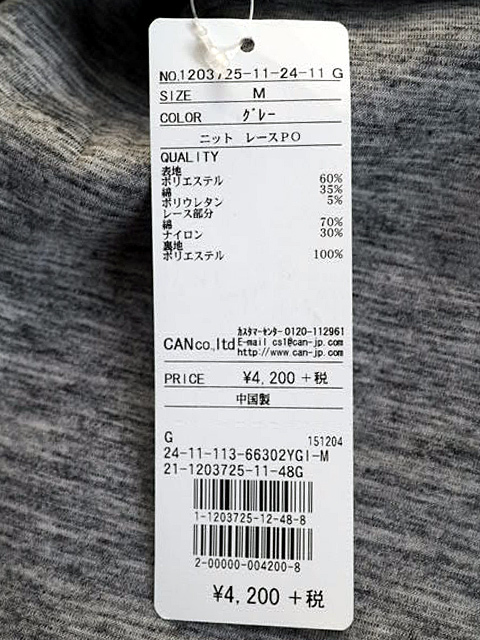 NO.1203725-11-24-11 G
SIZE M
COLOR グレー
ニット レースPO
QUALITY
表地
ポリエステル 60%
綿 35%
ポリウレタン 5%
レース部分
綿 70%
ナイロン 30%
裏地
ポリエステル 100%
カスタマーセンター 0120-112961
CANco.,ltd E-mail cs1@can-jp.com
http://www.can-jp.com
PRICE ¥4,200 +税
中国製
G 151204
24-11-113-66302YGI-M
21-1203725-11-48G
1-1203725-12-48-8
2-00000-004200-8
¥4,200 +税